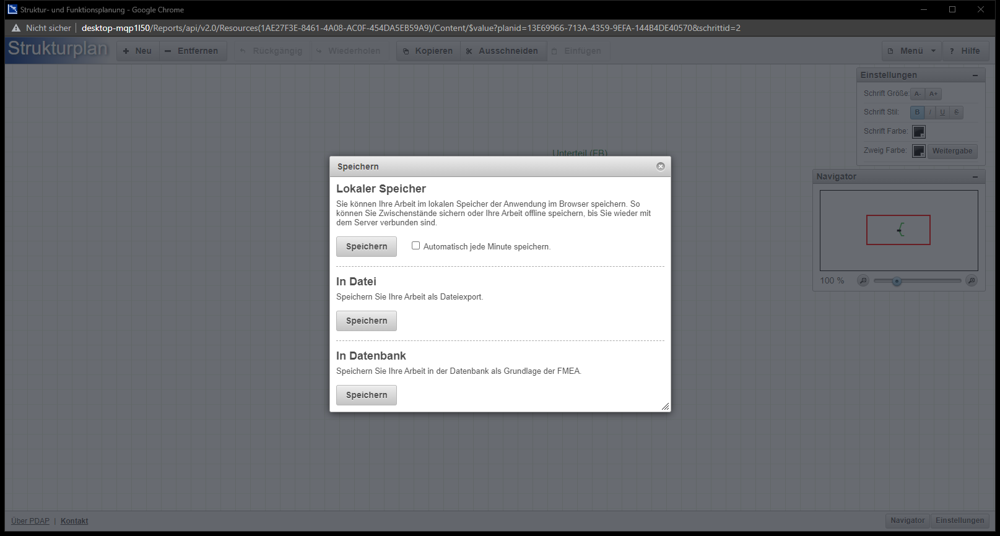 Struktur- und Funktionsplanung - Google Chrome
Nicht sicher | desktop-mqp1l50/Reports/api/v2.0/Resources(1AE27F3E-8461-4A08-AC0F-454DA5EB59A9)/Content/$value?planid=13E69966-713A-4359-9EFA-144B4DE40570&schrittid=2
Strukturplan + Neu − Entfernen Rückgängig Wiederholen Kopieren Ausschneiden Einfügen Menü ? Hilfe
Einstellungen
Schrift Größe: A- A+
Schrift Stil: B I U S
Schrift Farbe:
Zweig Farbe: Weitergabe
Unterteil (FB)
Navigator
100 %
Speichern
Lokaler Speicher
Sie können Ihre Arbeit im lokalen Speicher der Anwendung im Browser speichern. So
können Sie Zwischenstände sichern oder Ihre Arbeit offline speichern, bis Sie wieder mit
dem Server verbunden sind.
Speichern Automatisch jede Minute speichern.
In Datei
Speichern Sie Ihre Arbeit als Dateiexport.
Speichern
In Datenbank
Speichern Sie Ihre Arbeit in der Datenbank als Grundlage der FMEA.
Speichern
Über PDAP | Kontakt
Navigator Einstellungen